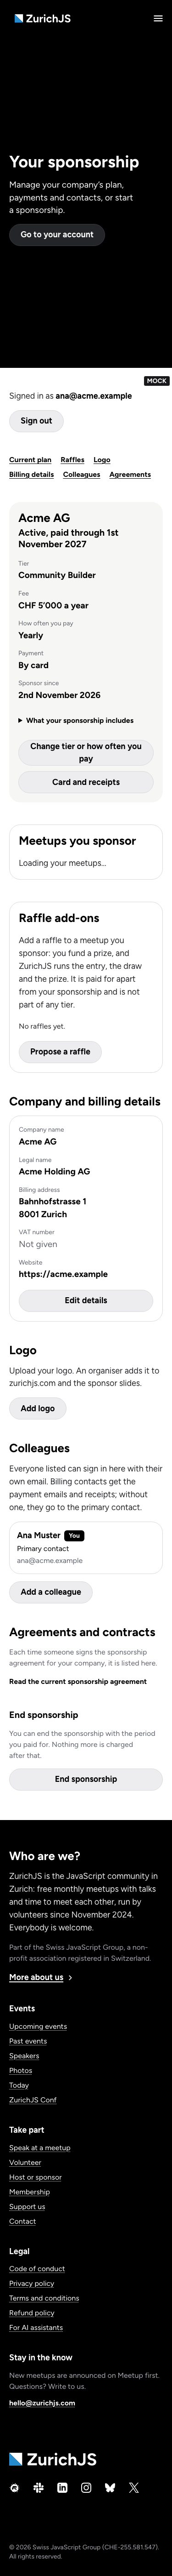 ZurichJS
Your sponsorship
Manage your company's plan,
payments and contacts, or start
a sponsorship.
Go to your account
MOCK
Signed in as ana@acme.example
Sign out
Current plan Raffles Logo
Billing details Colleagues Agreements
Acme AG
Active, paid through 1st
November 2027
Tier
Community Builder
Fee
CHF 5’000 a year
How often you pay
Yearly
Payment
By card
Sponsor since
2nd November 2026
What your sponsorship includes
Change tier or how often you
pay
Card and receipts
Meetups you sponsor
Loading your meetups…
Raffle add-ons
Add a raffle to a meetup you
sponsor: you fund a prize, and
ZurichJS runs the entry, the draw
and the prize. It is paid for apart
from your sponsorship and is not
part of any tier.
No raffles yet.
Propose a raffle
Company and billing details
Company name
Acme AG
Legal name
Acme Holding AG
Billing address
Bahnhofstrasse 1
8001 Zurich
VAT number
Not given
Website
https://acme.example
Edit details
Logo
Upload your logo. An organiser adds it to
zurichjs.com and the sponsor slides.
Add logo
Colleagues
Everyone listed can sign in here with their
own email. Billing contacts get the
payment emails and receipts; without
one, they go to the primary contact.
Ana Muster You
Primary contact
ana@acme.example
Add a colleague
Agreements and contracts
Each time someone signs the sponsorship
agreement for your company, it is listed here.
Read the current sponsorship agreement
End sponsorship
You can end the sponsorship with the period
you paid for. Nothing more is charged
after that.
End sponsorship
Who are we?
ZurichJS is the JavaScript community in
Zurich: free monthly meetups with talks
and time to meet each other, run by
volunteers since November 2024.
Everybody is welcome.
Part of the Swiss JavaScript Group, a non-
profit association registered in Switzerland.
More about us
Events
Upcoming events
Past events
Speakers
Photos
Today
ZurichJS Conf
Take part
Speak at a meetup
Volunteer
Host or sponsor
Membership
Support us
Contact
Legal
Code of conduct
Privacy policy
Terms and conditions
Refund policy
For AI assistants
Stay in the know
New meetups are announced on Meetup first.
Questions? Write to us.
hello@zurichjs.com
ZurichJS
© 2026 Swiss JavaScript Group (CHE-255.581.547).
All rights reserved.